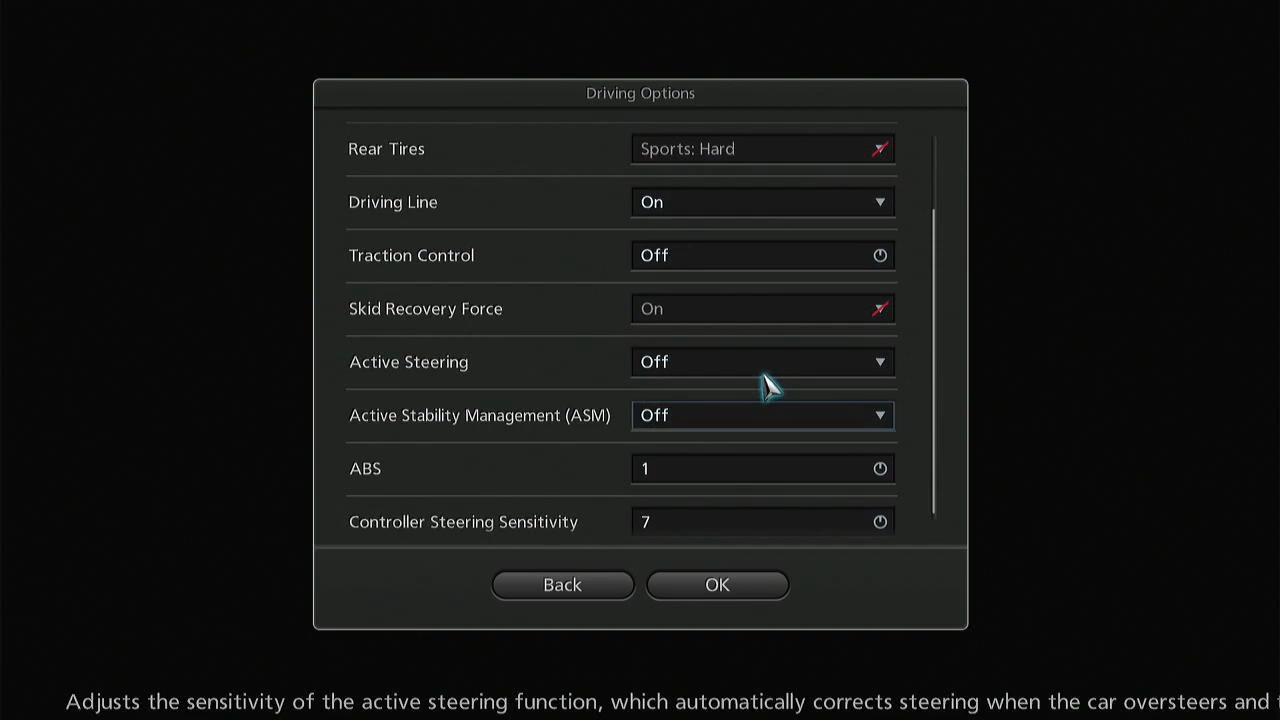 Driving Options
Rear Tires Sports: Hard
Driving Line On
Traction Control Off
Skid Recovery Force On
Active Steering Off
Active Stability Management (ASM) Off
ABS 1
Controller Steering Sensitivity 7
Back OK
Adjusts the sensitivity of the active steering function, which automatically corrects steering when the car oversteers and